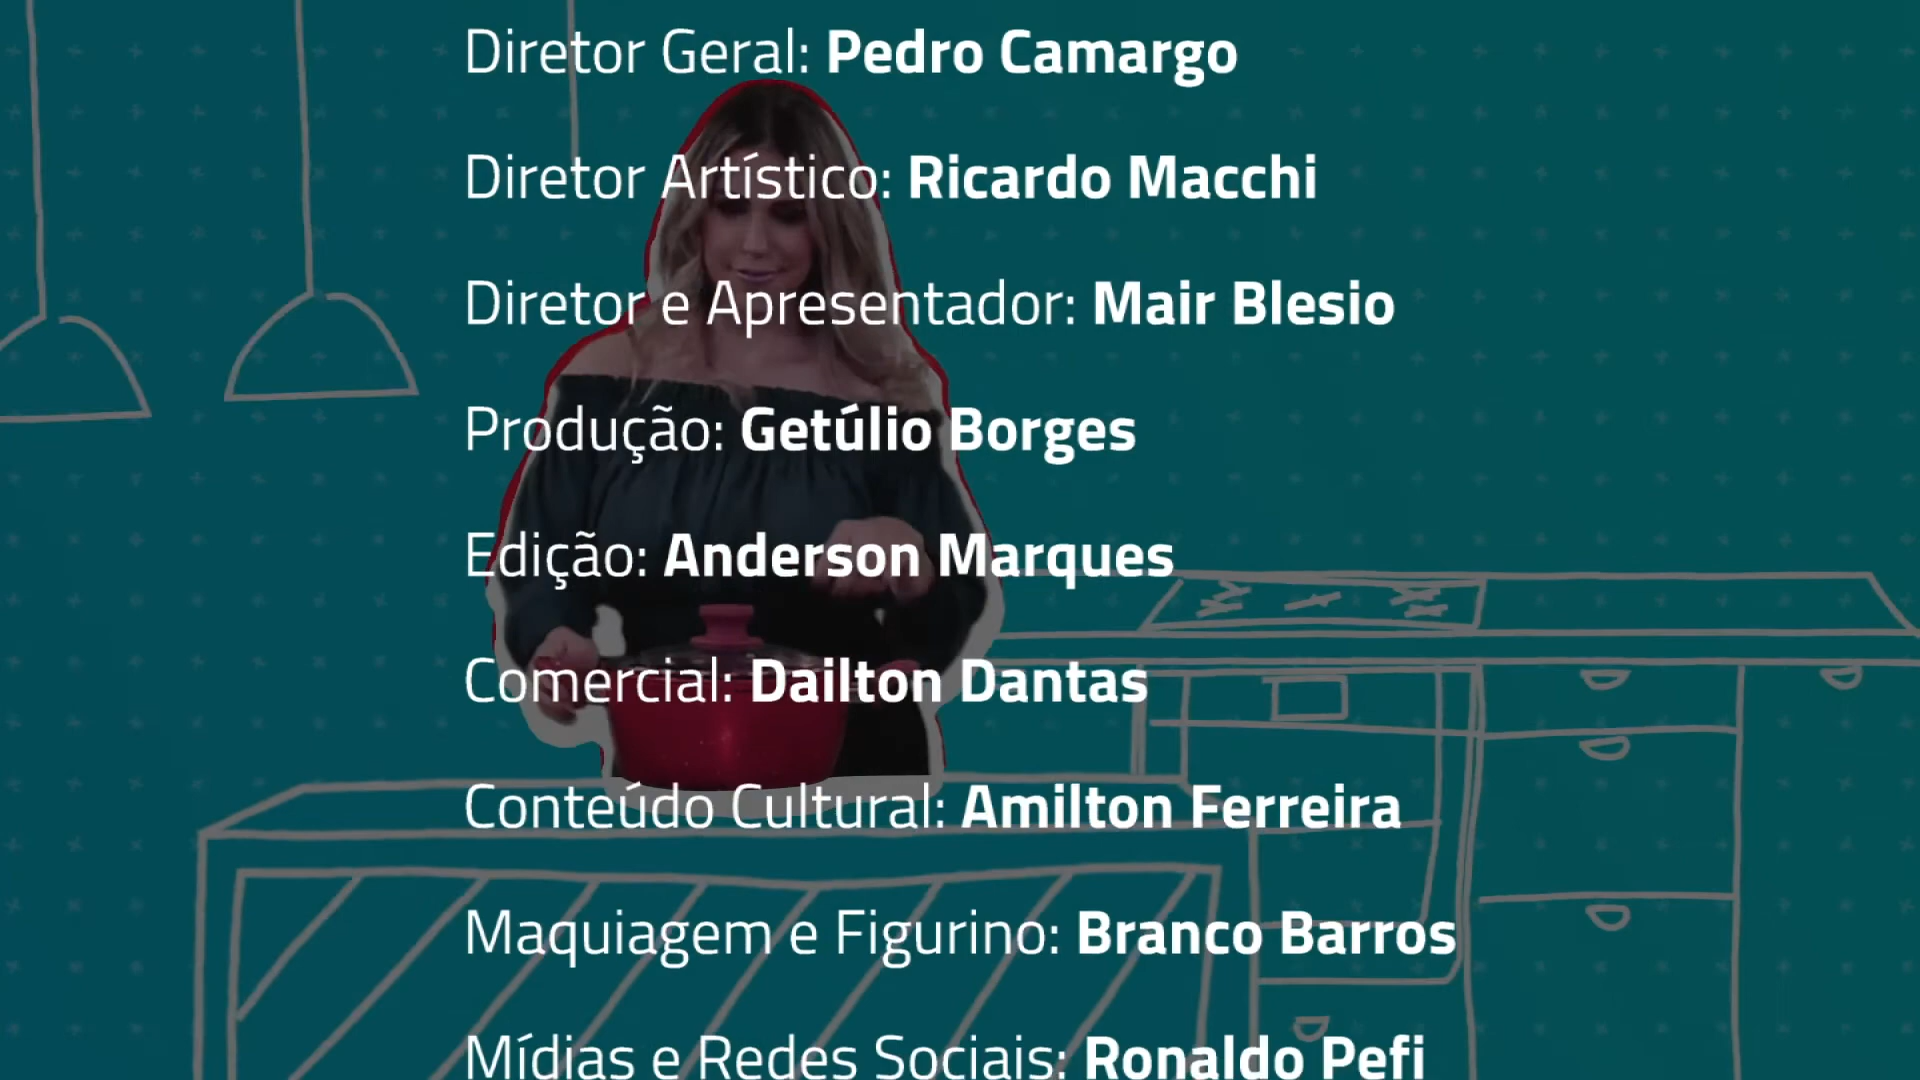 Diretor Geral: Pedro Camargo
Diretor Artístico: Ricardo Macchi
Diretor e Apresentador: Mair Blesio
Produção: Getúlio Borges
Edição: Anderson Marques
Comercial: Dailton Dantas
Conteúdo Cultural: Amilton Ferreira
Maquiagem e Figurino: Branco Barros
Mídias e Redes Sociais: Ronaldo Pefi